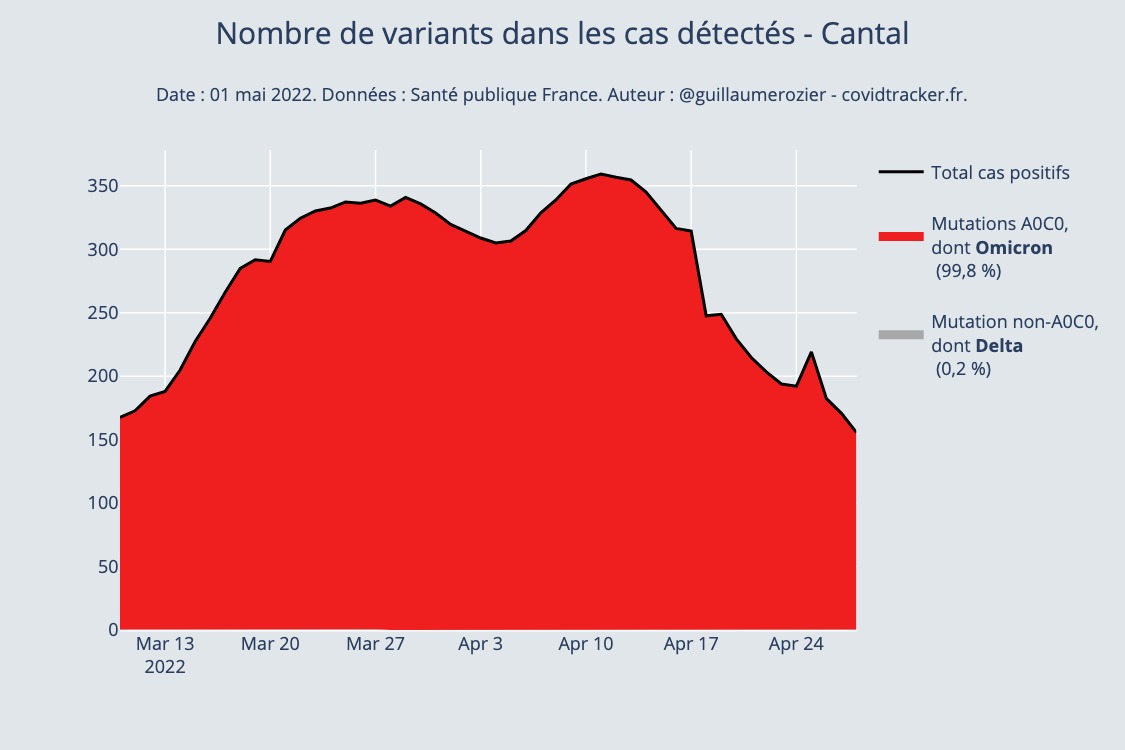 Nombre de variants dans les cas détectés - Cantal
Date : 01 mai 2022. Données : Santé publique France. Auteur : @guillaumerozier - covidtracker.fr.
Total cas positifs
Mutations A0C0,
dont Omicron
(99,8 %)
Mutation non-A0C0,
dont Delta
(0,2 %)
350
300
250
200
150
100
50
0
Mar 13 Mar 20 Mar 27 Apr 3 Apr 10 Apr 17 Apr 24
2022